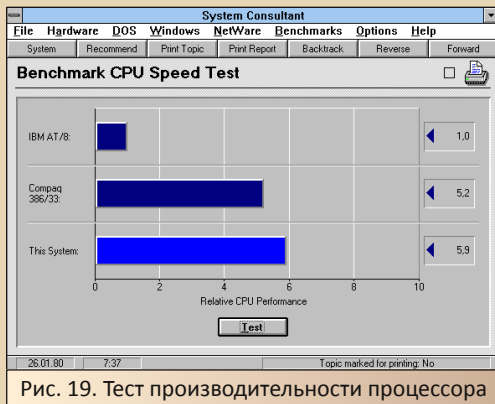 System Consultant
File Hardware DOS Windows NetWare Benchmarks Options Help
System Recommend Print Topic Print Report Backtrack Reverse Forward
Benchmark CPU Speed Test
IBM AT/8: 1,0
Compaq 386/33: 5,2
This System: 5,9
0 2 4 6 8 10
Relative CPU Performance
Test
26.01.80 7:37 Topic marked for printing: No
Рис. 19. Тест производительности процессора